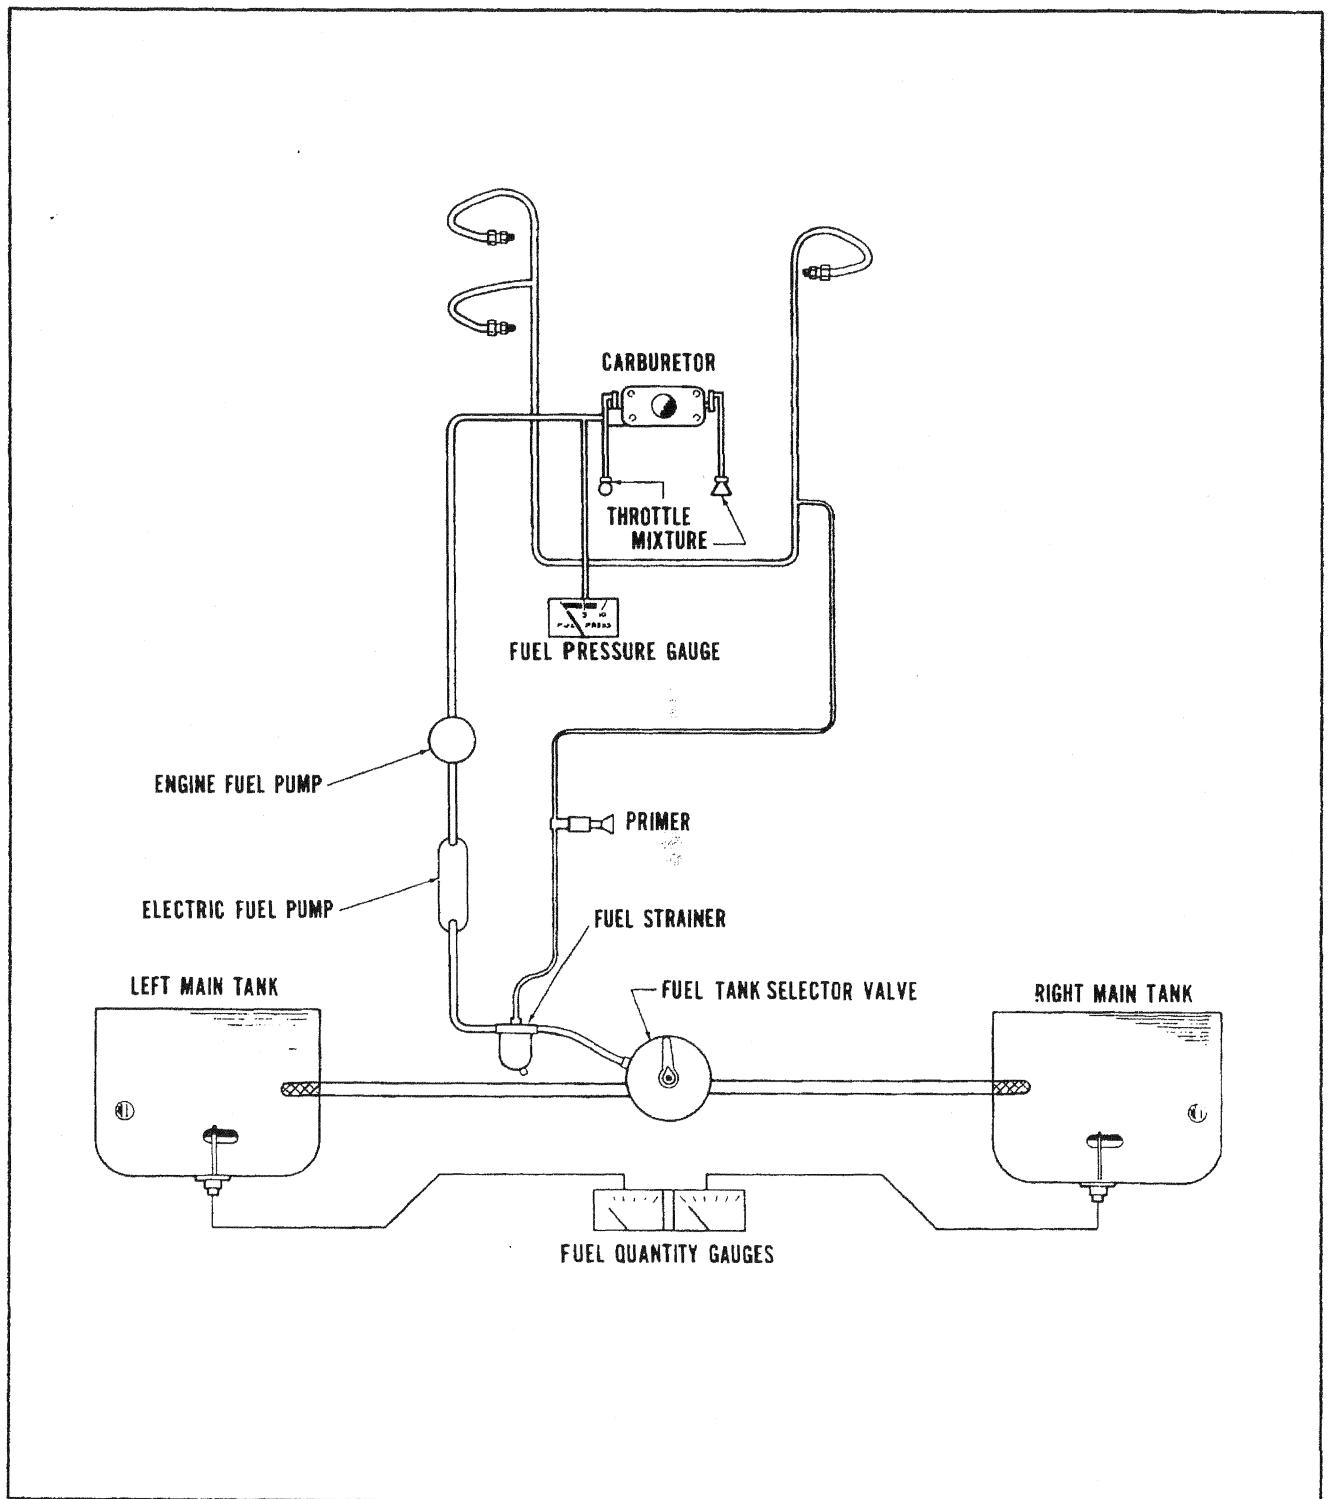 CARBURETOR
THROTTLE
MIXTURE
FUEL PRESSURE GAUGE
ENGINE FUEL PUMP
PRIMER
ELECTRIC FUEL PUMP
FUEL STRAINER
LEFT MAIN TANK
FUEL TANK SELECTOR VALVE
RIGHT MAIN TANK
FUEL QUANTITY GAUGES